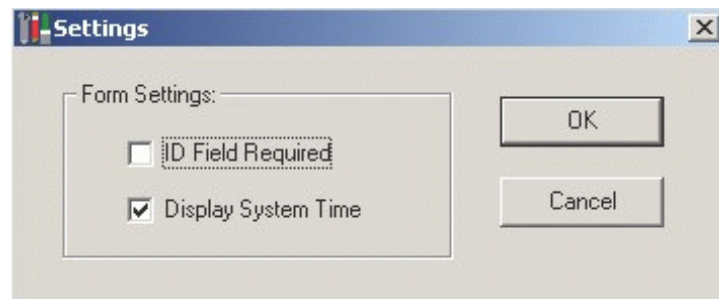 Settings
Form Settings:
ID Field Required
Display System Time
OK
Cancel